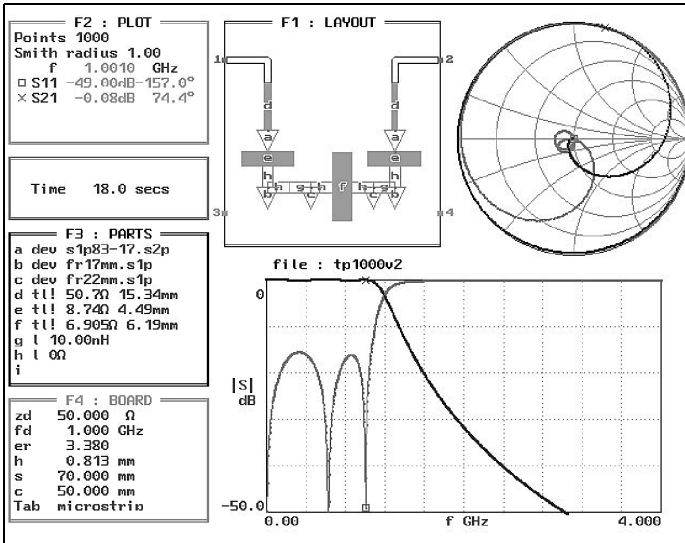 F2 : PLOT
Points 1000
Smith radius 1.00
f 1.0010 GHz
S11 -49.00dB-157.0°
× S21 -0.08dB 74.4°
Time 18.0 secs
F3 : PARTS
a dev s1p83-17.s2p
b dev fr17mm.s1p
c dev fr22mm.s1p
d tl! 50.7Ω 15.34mm
e tl! 8.74Ω 4.49mm
f tl! 6.905Ω 6.19mm
g l 10.00nH
h l 0Ω
i
F4 : BOARD
zd 50.000 Ω
fd 1.000 GHz
er 3.380
h 0.813 mm
s 70.000 mm
c 50.000 mm
Tab microstrip
F1 : LAYOUT
1 2
d d
a a
e e
h h
b h g c h f h c g h b
3 4
file : tp1000v2
0
|S|
dB
-50.0
0.00 f GHz 4.000